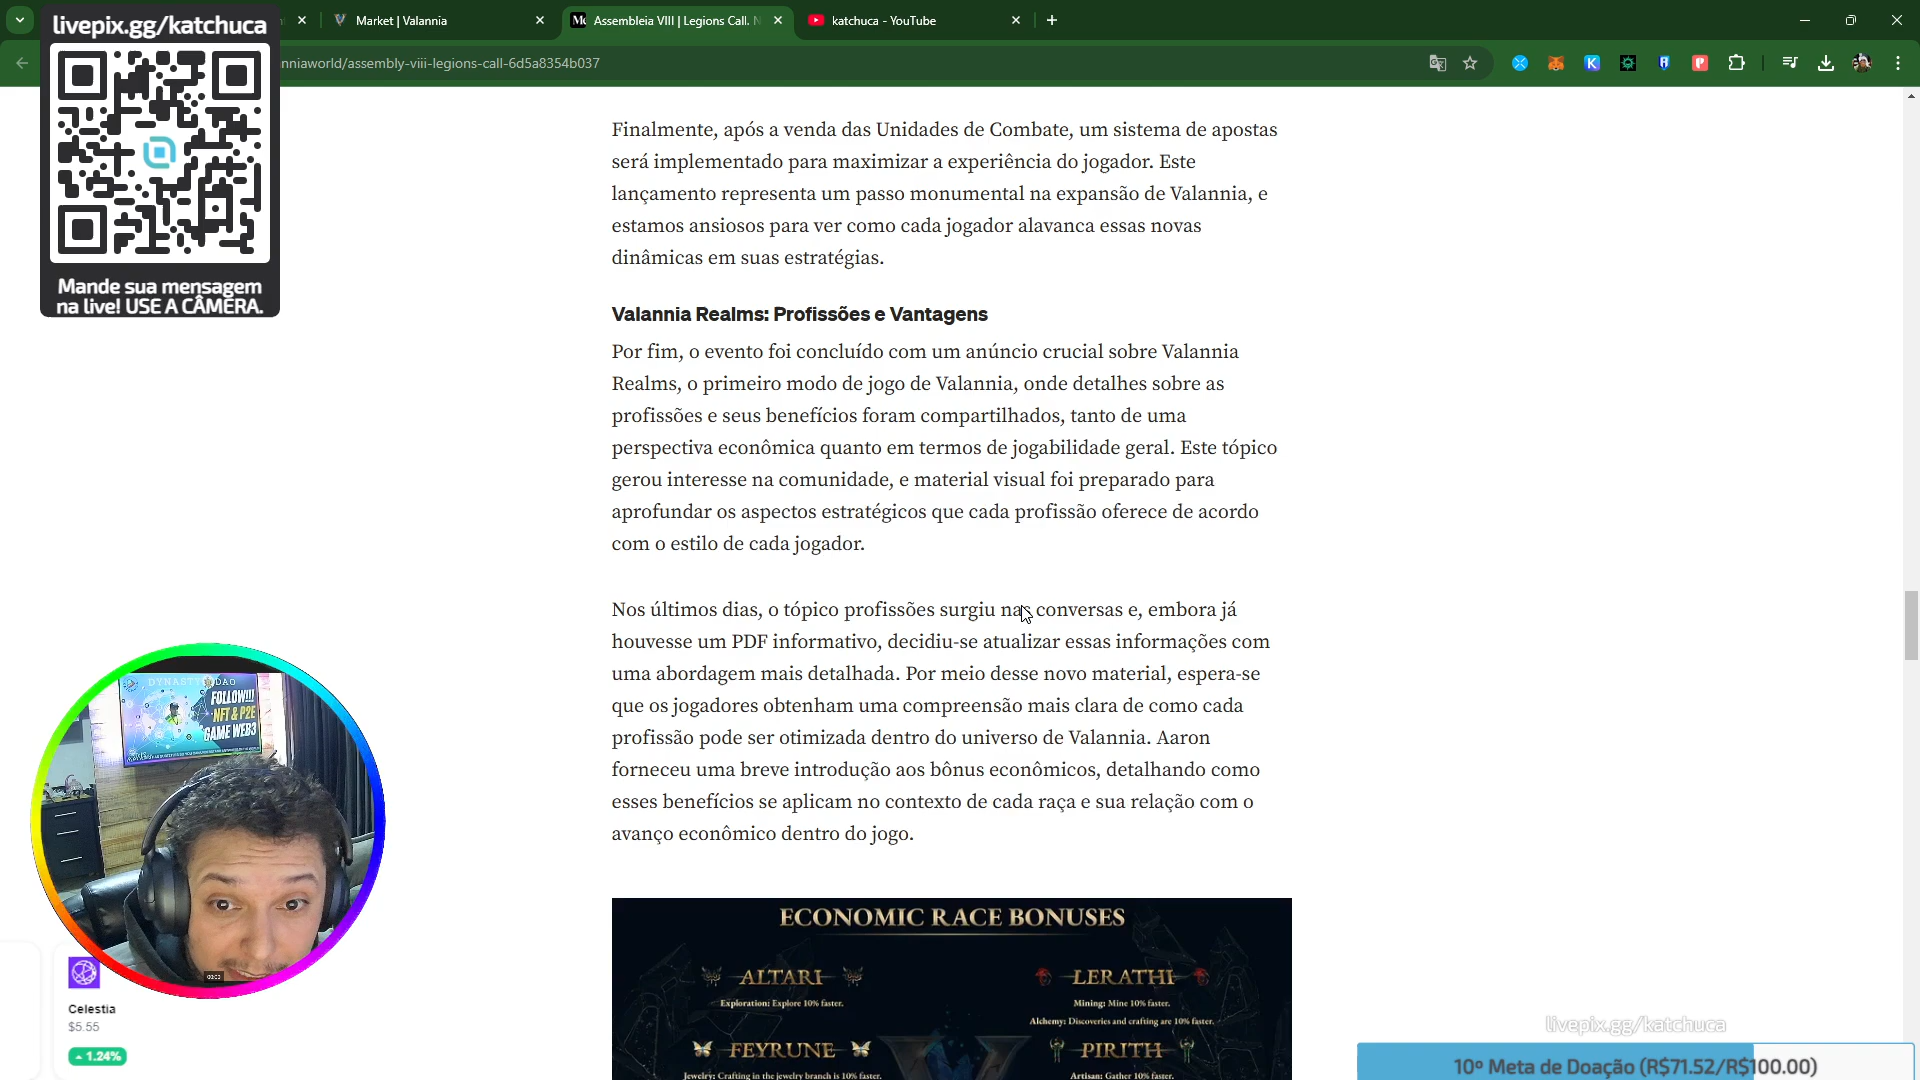 livepix.gg/katchuca
Market | Valannia
Assembleia VIII | Legions Call. N
katchuca - YouTube
nniaworld/assembly-viii-legions-call-6d5a8354b037
Mande sua mensagem
na live! USE A CÂMERA.
Finalmente, após a venda das Unidades de Combate, um sistema de apostas
será implementado para maximizar a experiência do jogador. Este
lançamento representa um passo monumental na expansão de Valannia, e
estamos ansiosos para ver como cada jogador alavanca essas novas
dinâmicas em suas estratégias.
Valannia Realms: Profissões e Vantagens
Por fim, o evento foi concluído com um anúncio crucial sobre Valannia
Realms, o primeiro modo de jogo de Valannia, onde detalhes sobre as
profissões e seus benefícios foram compartilhados, tanto de uma
perspectiva econômica quanto em termos de jogabilidade geral. Este tópico
gerou interesse na comunidade, e material visual foi preparado para
aprofundar os aspectos estratégicos que cada profissão oferece de acordo
com o estilo de cada jogador.
Nos últimos dias, o tópico profissões surgiu nas conversas e, embora já
houvesse um PDF informativo, decidiu-se atualizar essas informações com
uma abordagem mais detalhada. Por meio desse novo material, espera-se
que os jogadores obtenham uma compreensão mais clara de como cada
profissão pode ser otimizada dentro do universo de Valannia. Aaron
forneceu uma breve introdução aos bônus econômicos, detalhando como
esses benefícios se aplicam no contexto de cada raça e sua relação com o
avanço econômico dentro do jogo.
ECONOMIC RACE BONUSES
ALTARI
Exploration: Explore 10% faster.
LERATHI
Mining: Mine 10% faster.
Alchemy: Discoveries and crafting are 10% faster.
FEYRUNE
Jewelry: Crafting in the jewelry branch is 10% faster.
PIRITH
Artisan: Gather 10% faster.
DYNASTY DAO
FOLLOW!!!
NFT & P2E
GAME WEB3
Celestia
$5.55
1.24%
livepix.gg/katchuca
10º Meta de Doação (R$71.52/R$100.00)